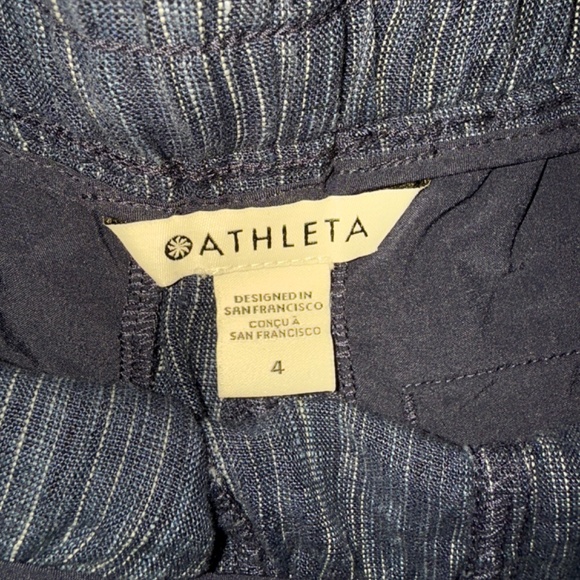 ATHLETA
DESIGNED IN
SAN FRANCISCO
CONÇU À
SAN FRANCISCO
4